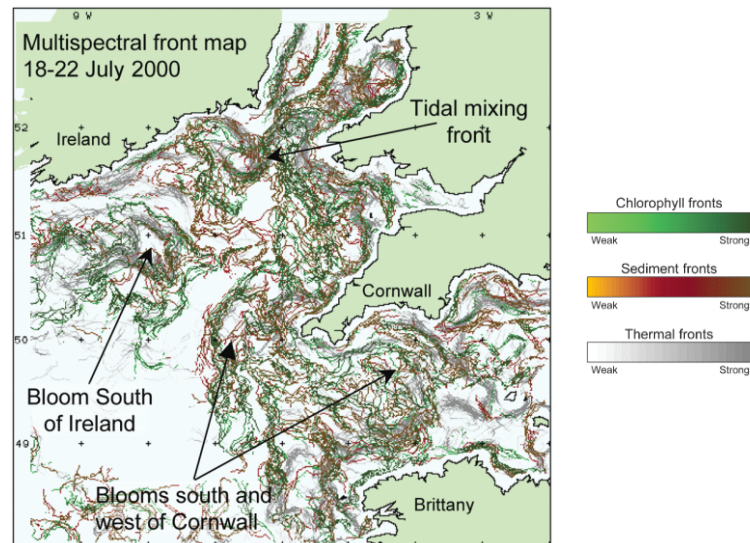 9 W
3 W
Multispectral front map
18-22 July 2000
Tidal mixing
front
52
Ireland
51
Cornwall
50
Bloom South
of Ireland
49
Blooms south and
west of Cornwall
Brittany
Chlorophyll fronts
Weak Strong
Sediment fronts
Weak Strong
Thermal fronts
Weak Strong